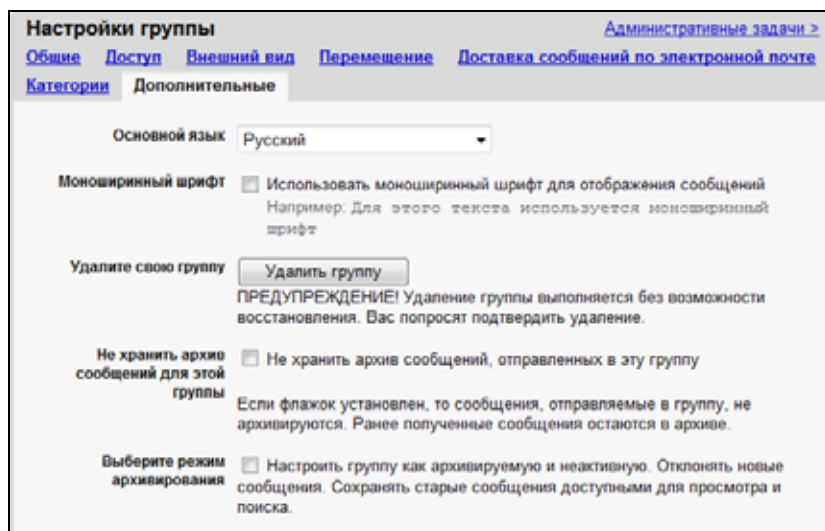 Настройки группы
Административные задачи >
Общие Доступ Внешний вид Перемещение Доставка сообщений по электронной почте
Категории Дополнительные
Основной язык Русский
Моноширинный шрифт Использовать моноширинный шрифт для отображения сообщений
Например: Для этого текста используется моноширинный
шрифт
Удалите свою группу Удалить группу
ПРЕДУПРЕЖДЕНИЕ! Удаление группы выполняется без возможности
восстановления. Вас попросят подтвердить удаление.
Не хранить архив
сообщений для этой
группы
Не хранить архив сообщений, отправленных в эту группу
Если флажок установлен, то сообщения, отправляемые в группу, не
архивируются. Ранее полученные сообщения остаются в архиве.
Выберите режим
архивирования
Настроить группу как архивируемую и неактивную. Отклонять новые
сообщения. Сохранять старые сообщения доступными для просмотра и
поиска.